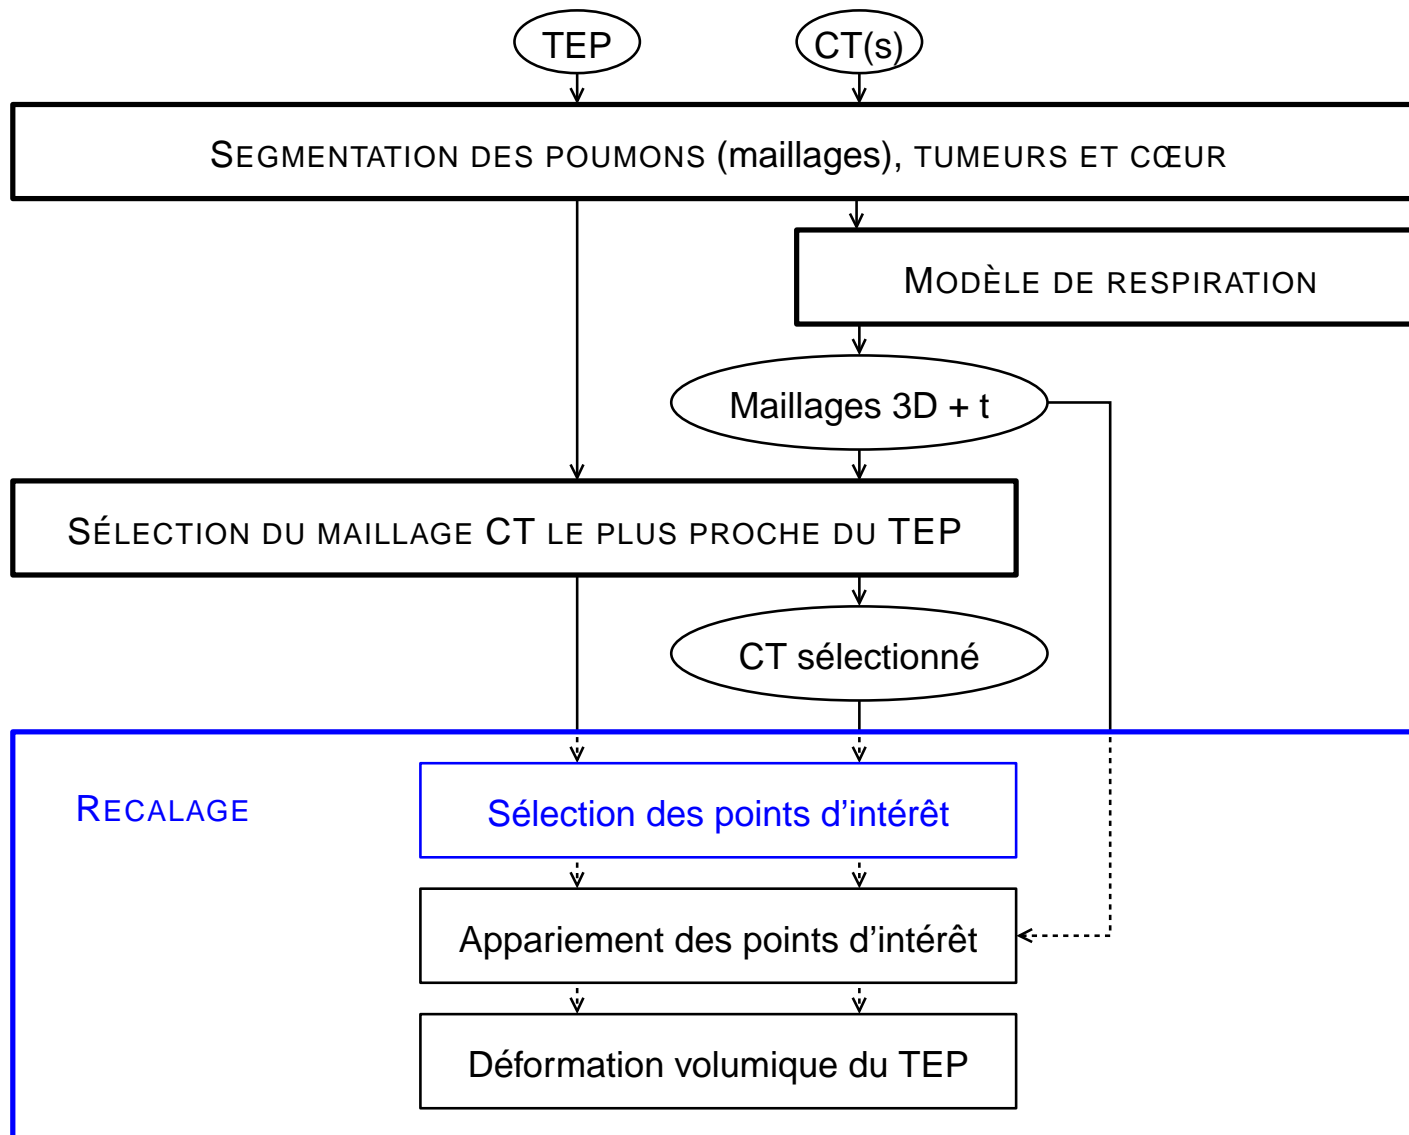 TEP
CT(s)
SEGMENTATION DES POUMONS (maillages), TUMEURS ET CŒUR
MODÈLE DE RESPIRATION
Maillages 3D + t
SÉLECTION DU MAILLAGE CT LE PLUS PROCHE DU TEP
CT sélectionné
RECALAGE
Sélection des points d’intérêt
Appariement des points d’intérêt
Déformation volumique du TEP